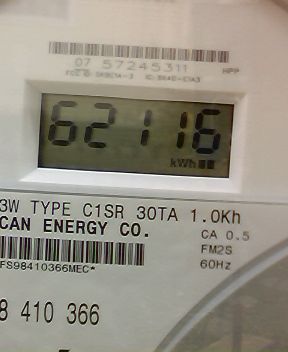 07 57245311
HPP
62116
kWh
3W TYPE C1SR 30TA 1.0Kh
CAN ENERGY CO.
CA 0.5
FM2S
FS98410366MEC*
60Hz
8 410 366